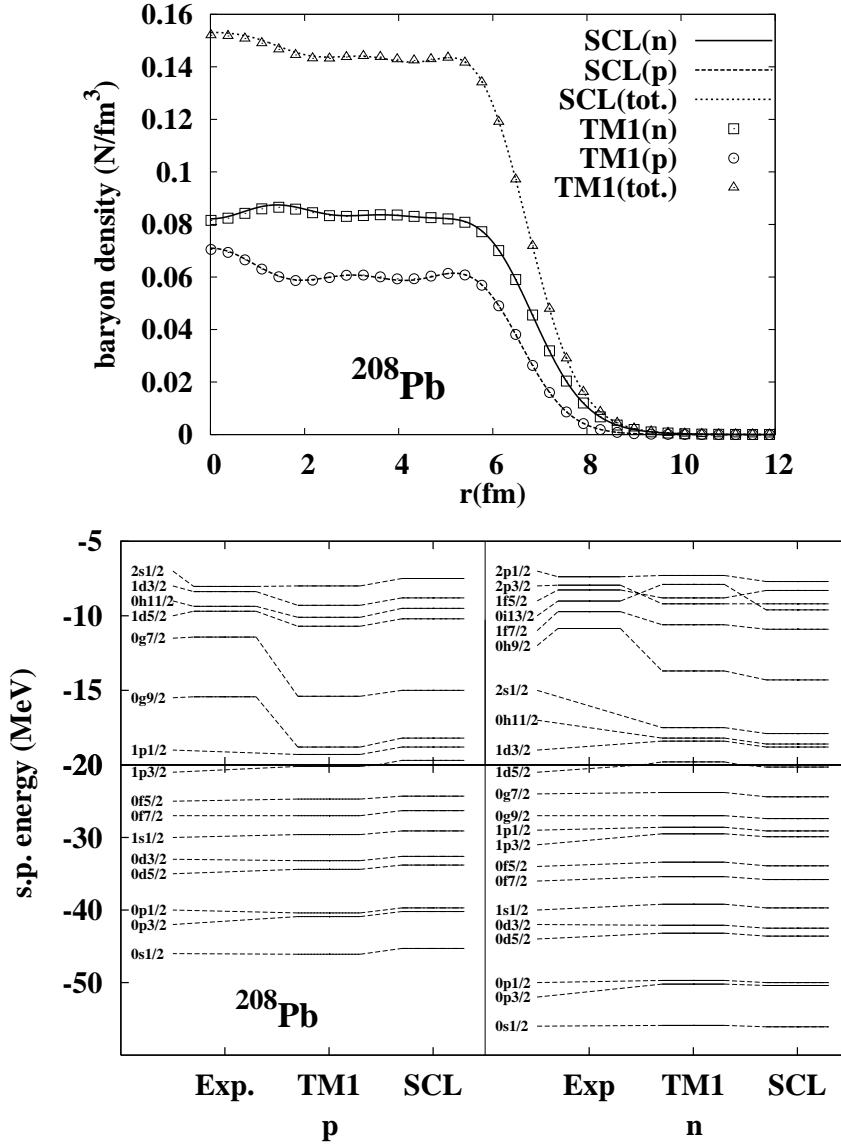 0.16
0.14
0.12
0.1
0.08
0.06
0.04
0.02
0
baryon density (N/fm³)
SCL(n)
SCL(p)
SCL(tot.)
TM1(n)
TM1(p)
TM1(tot.)
²⁰⁸Pb
0 2 4 6 8 10 12
r(fm)
s.p. energy (MeV)
-5
-10
-15
-20
-30
-40
-50
2s1/2
1d3/2
0h11/2
1d5/2
0g7/2
0g9/2
1p1/2
1p3/2
0f5/2
0f7/2
1s1/2
0d3/2
0d5/2
0p1/2
0p3/2
0s1/2
²⁰⁸Pb
2p1/2
2p3/2
1f5/2
0i13/2
1f7/2
0h9/2
2s1/2
0h11/2
1d3/2
1d5/2
0g7/2
0g9/2
1p1/2
1p3/2
0f5/2
0f7/2
1s1/2
0d3/2
0d5/2
0p1/2
0p3/2
0s1/2
Exp. TM1 SCL Exp TM1 SCL
p n